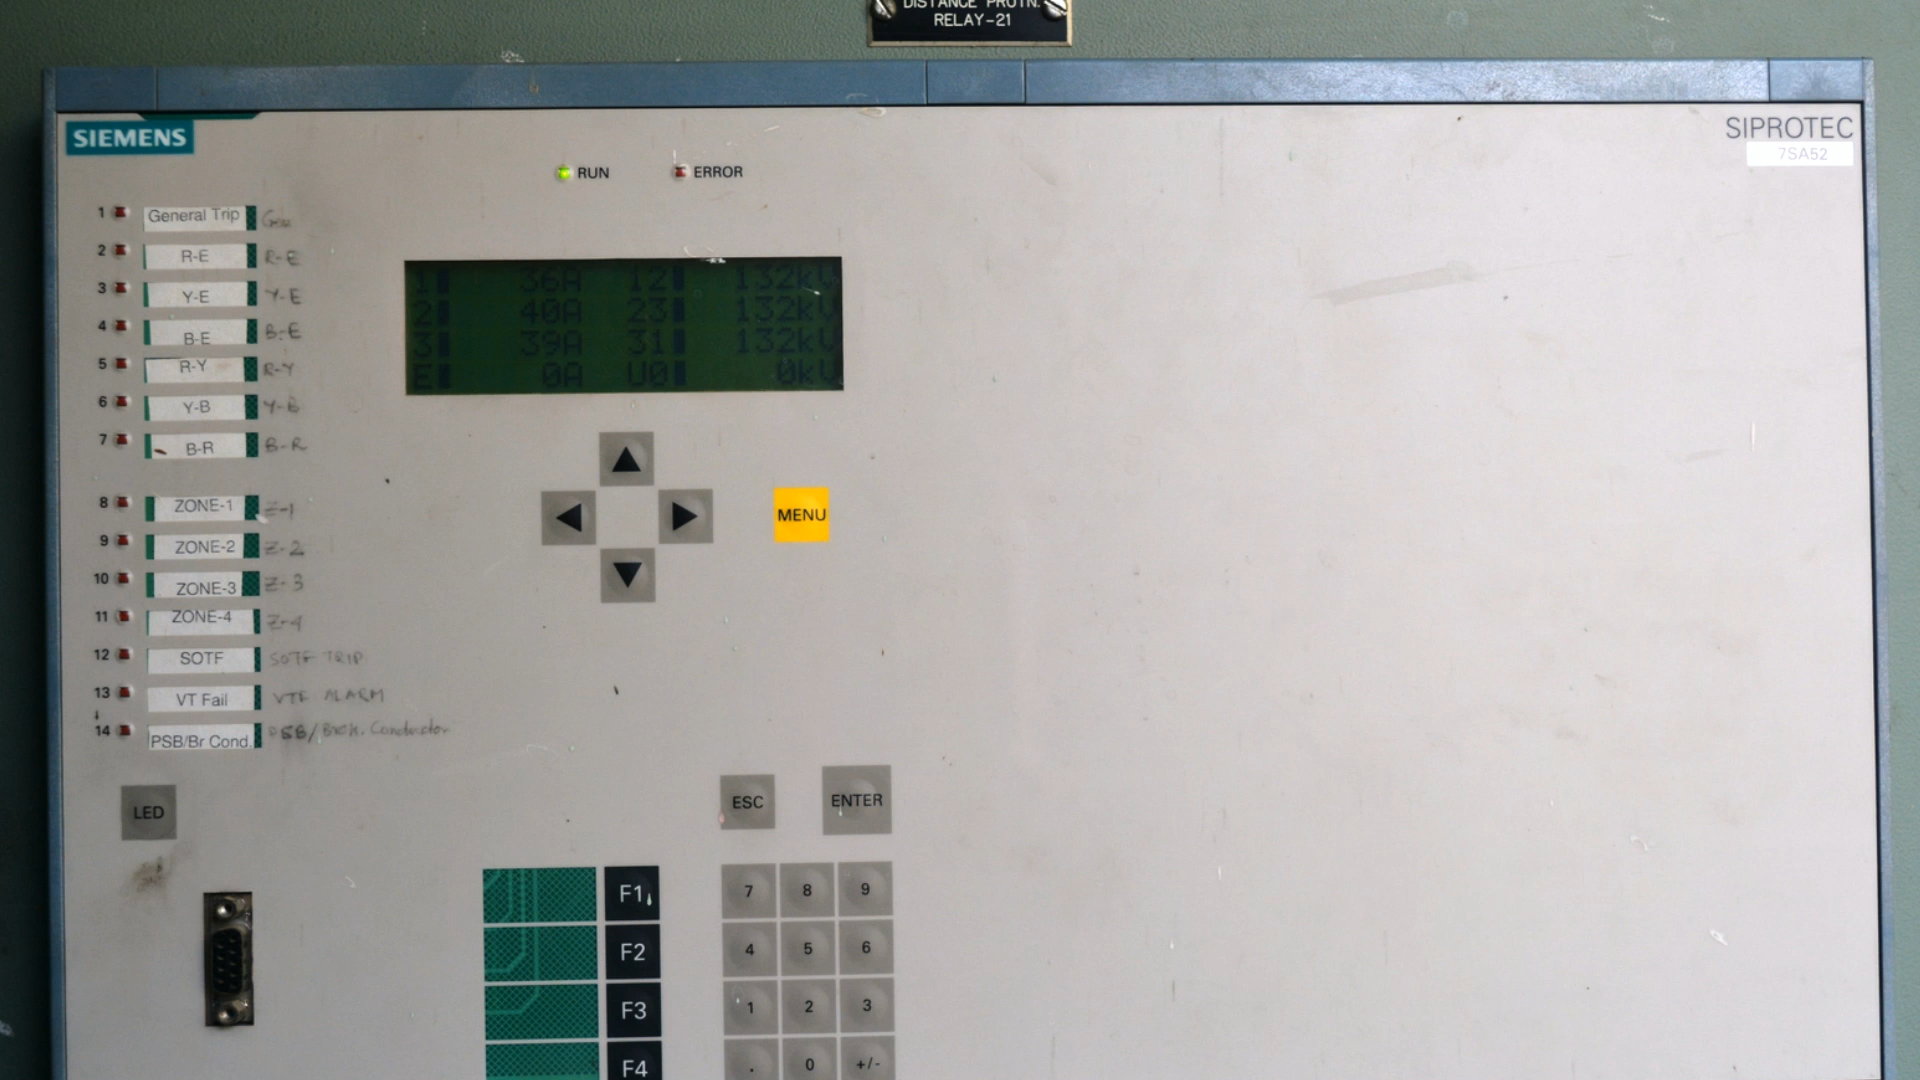 DISTANCE PROTN.
RELAY-21
SIEMENS
SIPROTEC
7SA52
RUN
ERROR
1 General Trip Gen
2 R-E R-E
3 Y-E Y-E
4 B-E B-E
5 R-Y R-Y
6 Y-B Y-B
7 B-R B-R
8 ZONE-1 Z-1
9 ZONE-2 Z-2
10 ZONE-3 Z-3
11 ZONE-4 Z-4
12 SOTF SOTF TRIP
13 VT Fail VTF ALARM
14 PSB/Br Cond. PSB/Brok. Conductor
1 36A 12 132kV
2 40A 23 132kV
3 39A 31 132kV
E 0A U0 0kV
MENU
LED
ESC
ENTER
F1
F2
F3
F4
7 8 9
4 5 6
1 2 3
. 0 +/-